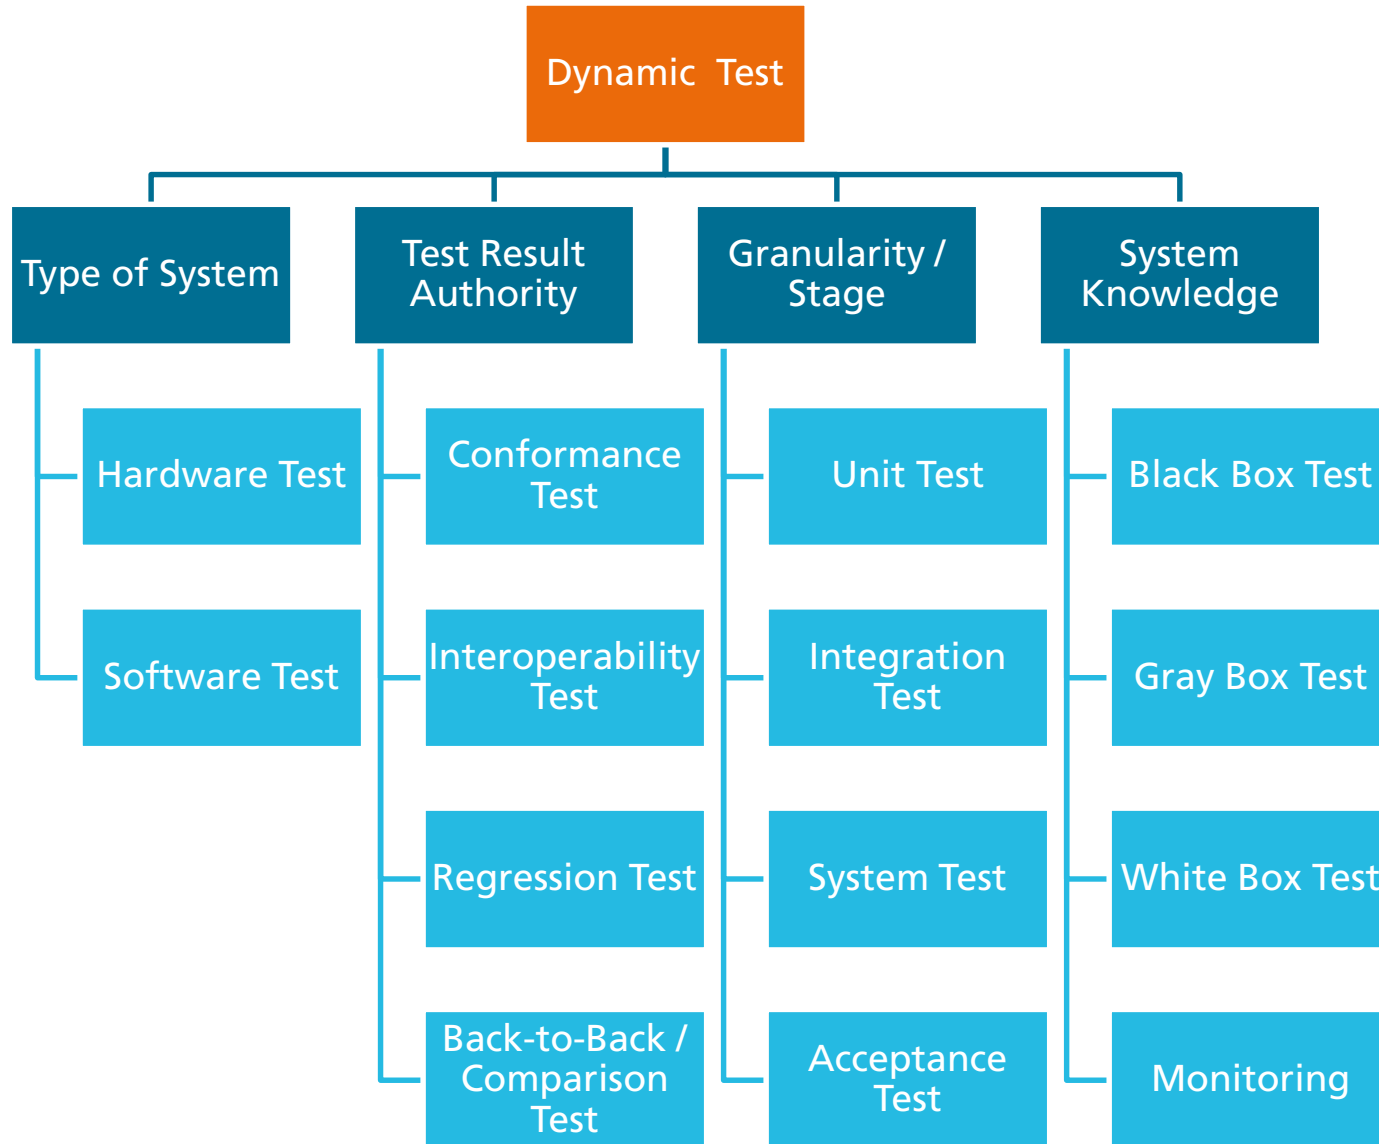 Dynamic Test
Type of System
Test Result
Authority
Granularity /
Stage
System
Knowledge
Hardware Test
Conformance
Test
Unit Test
Black Box Test
Software Test
Interoperability
Test
Integration
Test
Gray Box Test
Regression Test
System Test
White Box Test
Back-to-Back /
Comparison
Test
Acceptance
Test
Monitoring